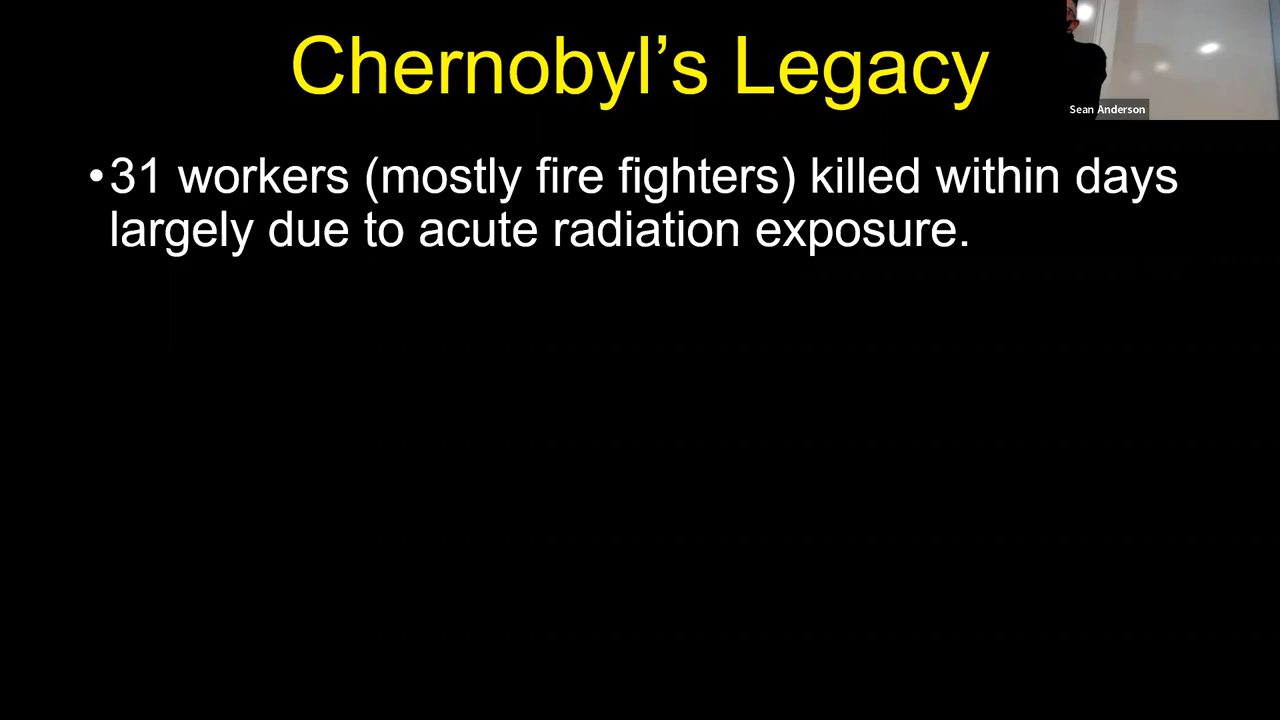 Chernobyl’s Legacy
Sean Anderson
•31 workers (mostly fire fighters) killed within days
largely due to acute radiation exposure.